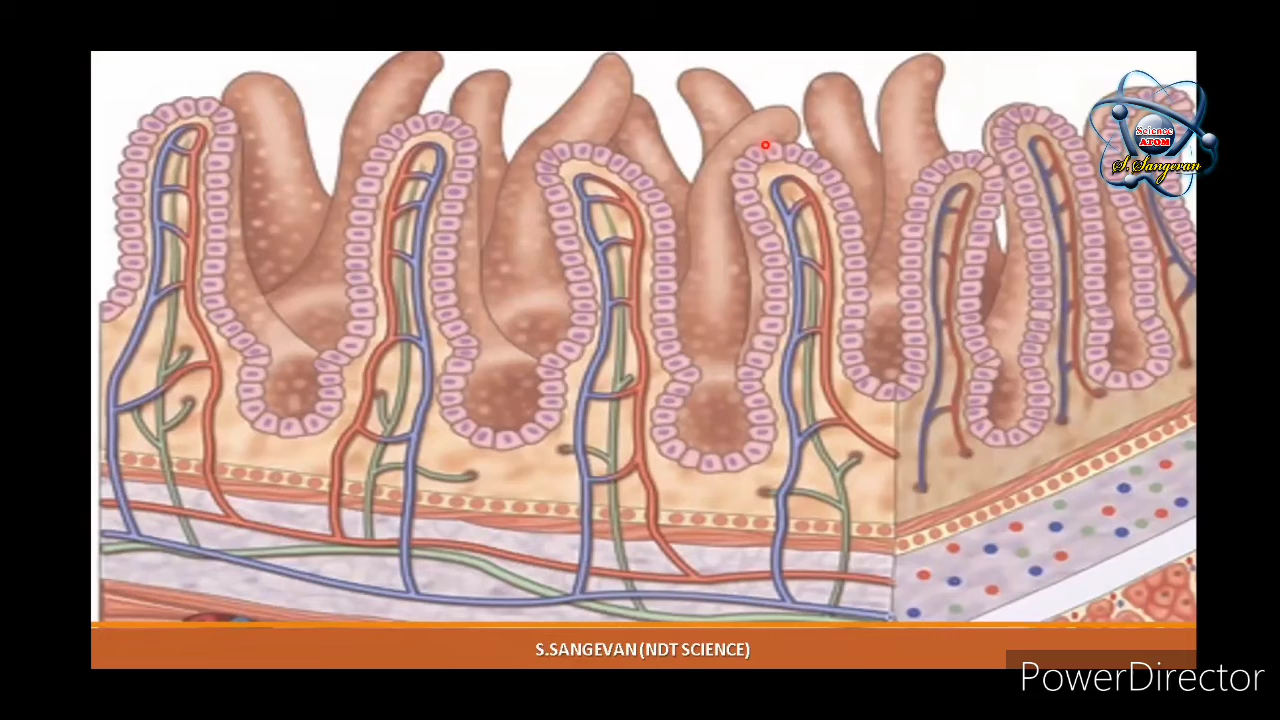 Science
ATOM
S. Sangevan
S.SANGEVAN (NDT SCIENCE)
PowerDirector